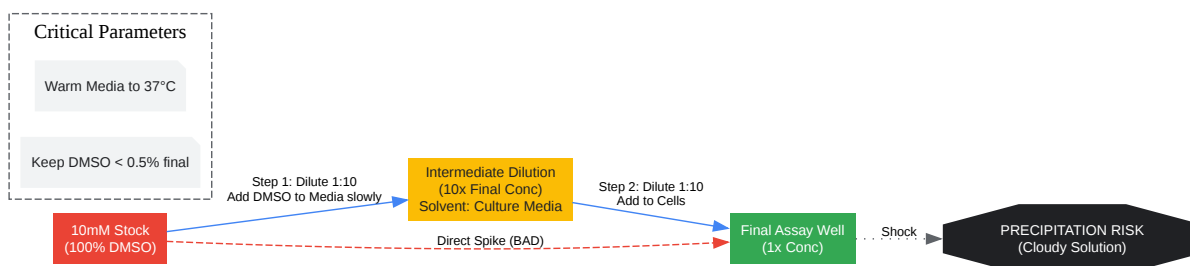 Critical Parameters
Warm Media to 37°C
Keep DMSO < 0.5% final
10mM Stock
(100% DMSO)
Step 1: Dilute 1:10
Add DMSO to Media slowly
Intermediate Dilution
(10x Final Conc)
Solvent: Culture Media
Step 2: Dilute 1:10
Add to Cells
Direct Spike (BAD)
Final Assay Well
(1x Conc)
Shock
PRECIPITATION RISK
(Cloudy Solution)